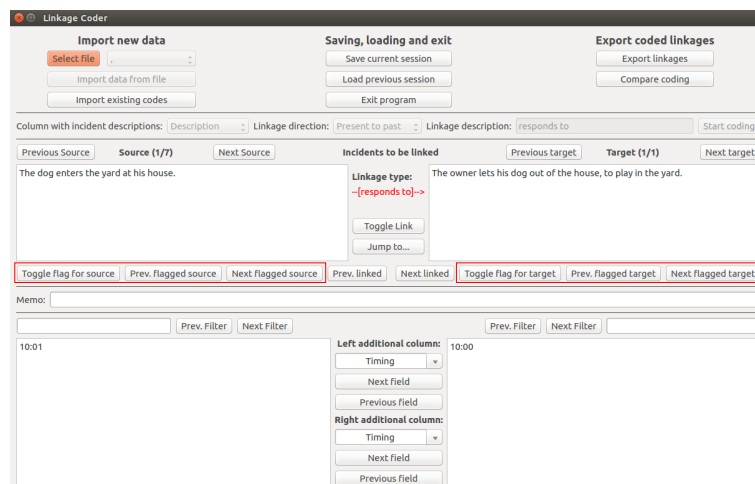 Linkage Coder
Import new data
Saving, loading and exit
Export coded linkages
Select file ,
Save current session
Export linkages
Import data from file
Load previous session
Compare coding
Import existing codes
Exit program
Column with incident descriptions: Description Linkage direction: Present to past Linkage description: responds to Start coding
Previous Source Source (1/7) Next Source Incidents to be linked Previous target Target (1/1) Next target
The dog enters the yard at his house.
Linkage type:
--[responds to]-->
Toggle Link
Jump to...
The owner lets his dog out of the house, to play in the yard.
Toggle flag for source Prev. flagged source Next flagged source Prev. linked Next linked Toggle flag for target Prev. flagged target Next flagged target
Memo:
Prev. Filter Next Filter Prev. Filter Next Filter
10:01
Left additional column:
Timing
Next field
Previous field
Right additional column:
Timing
Next field
Previous field
10:00